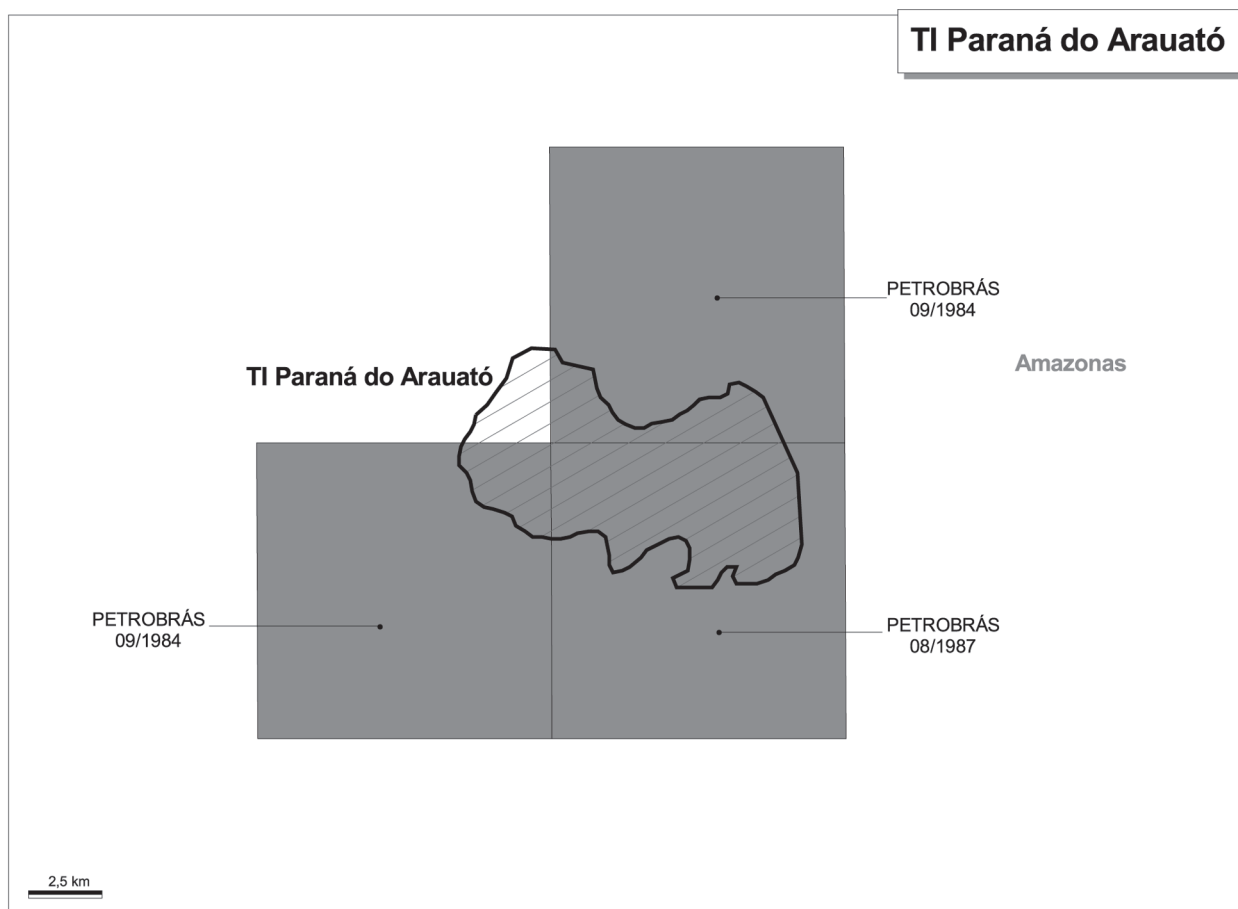 TI Paraná do Arauató
PETROBRÁS
09/1984
Amazonas
TI Paraná do Arauató
PETROBRÁS
09/1984
PETROBRÁS
08/1987
2,5 km